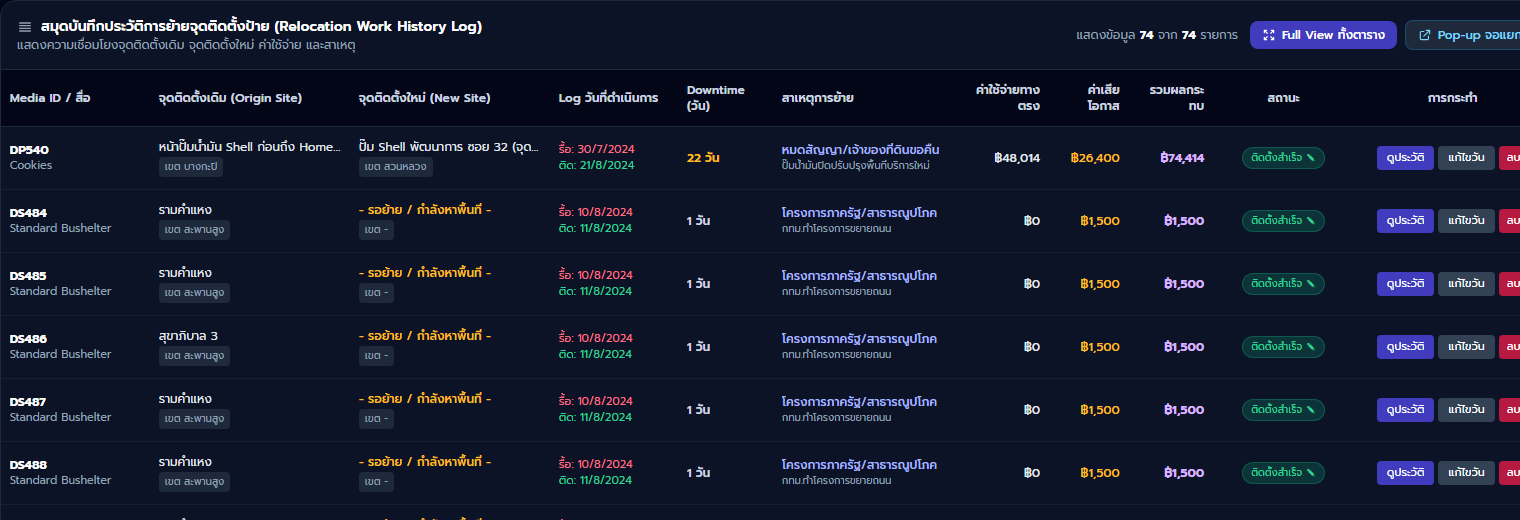 สมุดบันทึกประวัติการย้ายจุดติดตั้งป้าย (Relocation Work History Log)
แสดงความเชื่อมโยงจุดติดตั้งเดิม จุดติดตั้งใหม่ ค่าใช้จ่าย และสาเหตุ
แสดงข้อมูล 74 จาก 74 รายการ
Full View ทั้งตาราง
Pop-up จอแยก
Media ID / สื่อ
จุดติดตั้งเดิม (Origin Site)
จุดติดตั้งใหม่ (New Site)
Log วันที่ดำเนินการ
Downtime
(วัน)
สาเหตุการย้าย
ค่าใช้จ่ายทาง
ตรง
ค่าเสีย
โอกาส
รวมผลกระ
ทบ
สถานะ
การกระทำ
DP540
Cookies
หน้าปั๊มน้ำมัน Shell ก่อนถึง Home...
เขต บางกะปิ
ปั๊ม Shell พัฒนาการ ซอย 32 (จุด...
เขต สวนหลวง
รื้อ: 30/7/2024
ติด: 21/8/2024
22 วัน
หมดสัญญา/เจ้าของที่ดินขอคืน
ปั๊มน้ำมันปิดปรับปรุงพื้นที่บริการใหม่
฿48,014
฿26,400
฿74,414
ติดตั้งสำเร็จ
ดูประวัติ
แก้ไขวัน
ลบ
DS484
Standard Bushelter
รามคำแหง
เขต สะพานสูง
- รอย้าย / กำลังหาพื้นที่ -
เขต -
รื้อ: 10/8/2024
ติด: 11/8/2024
1 วัน
โครงการภาครัฐ/สาธารณูปโภค
กทม.ทำโครงการขยายถนน
฿0
฿1,500
฿1,500
ติดตั้งสำเร็จ
ดูประวัติ
แก้ไขวัน
ลบ
DS485
Standard Bushelter
รามคำแหง
เขต สะพานสูง
- รอย้าย / กำลังหาพื้นที่ -
เขต -
รื้อ: 10/8/2024
ติด: 11/8/2024
1 วัน
โครงการภาครัฐ/สาธารณูปโภค
กทม.ทำโครงการขยายถนน
฿0
฿1,500
฿1,500
ติดตั้งสำเร็จ
ดูประวัติ
แก้ไขวัน
ลบ
DS486
Standard Bushelter
สุขาภิบาล 3
เขต สะพานสูง
- รอย้าย / กำลังหาพื้นที่ -
เขต -
รื้อ: 10/8/2024
ติด: 11/8/2024
1 วัน
โครงการภาครัฐ/สาธารณูปโภค
กทม.ทำโครงการขยายถนน
฿0
฿1,500
฿1,500
ติดตั้งสำเร็จ
ดูประวัติ
แก้ไขวัน
ลบ
DS487
Standard Bushelter
รามคำแหง
เขต สะพานสูง
- รอย้าย / กำลังหาพื้นที่ -
เขต -
รื้อ: 10/8/2024
ติด: 11/8/2024
1 วัน
โครงการภาครัฐ/สาธารณูปโภค
กทม.ทำโครงการขยายถนน
฿0
฿1,500
฿1,500
ติดตั้งสำเร็จ
ดูประวัติ
แก้ไขวัน
ลบ
DS488
Standard Bushelter
รามคำแหง
เขต สะพานสูง
- รอย้าย / กำลังหาพื้นที่ -
เขต -
รื้อ: 10/8/2024
ติด: 11/8/2024
1 วัน
โครงการภาครัฐ/สาธารณูปโภค
กทม.ทำโครงการขยายถนน
฿0
฿1,500
฿1,500
ติดตั้งสำเร็จ
ดูประวัติ
แก้ไขวัน
ลบ